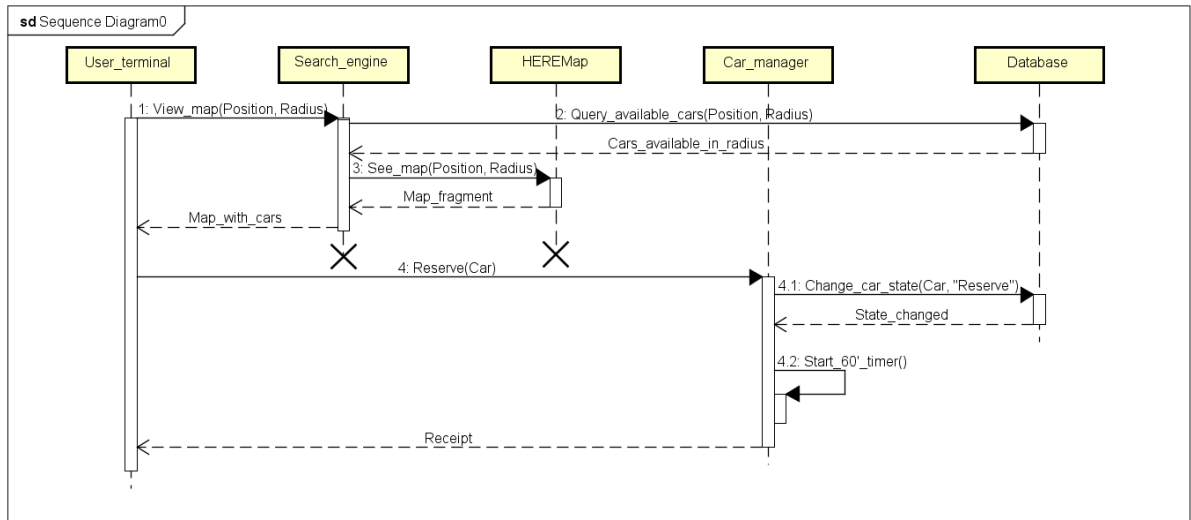 sd Sequence Diagram0
User_terminal
Search_engine
HEREMap
Car_manager
Database
1: View_map(Position, Radius)
2: Query_available_cars(Position, Radius)
Cars_available_in_radius
3: See_map(Position, Radius)
Map_fragment
Map_with_cars
4: Reserve(Car)
4.1: Change_car_state(Car, "Reserve")
State_changed
4.2: Start_60'_timer()
Receipt